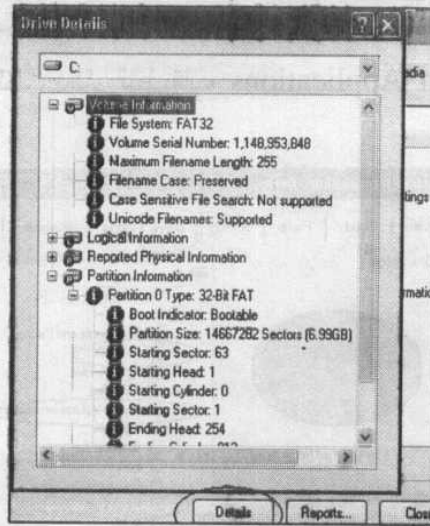 Drive Details
C:
Volume Information
File System: FAT32
Volume Serial Number: 1,148,953,848
Maximum Filename Length: 255
Filename Case: Preserved
Case Sensitive File Search: Not supported
Unicode Filenames: Supported
Logical Information
Reported Physical Information
Partition Information
Partition 0 Type: 32-Bit FAT
Boot Indicator: Bootable
Partition Size: 14667282 Sectors (6.99GB)
Starting Sector: 63
Starting Head: 1
Starting Cylinder: 0
Starting Sector: 1
Ending Head: 254
Details
Reports...